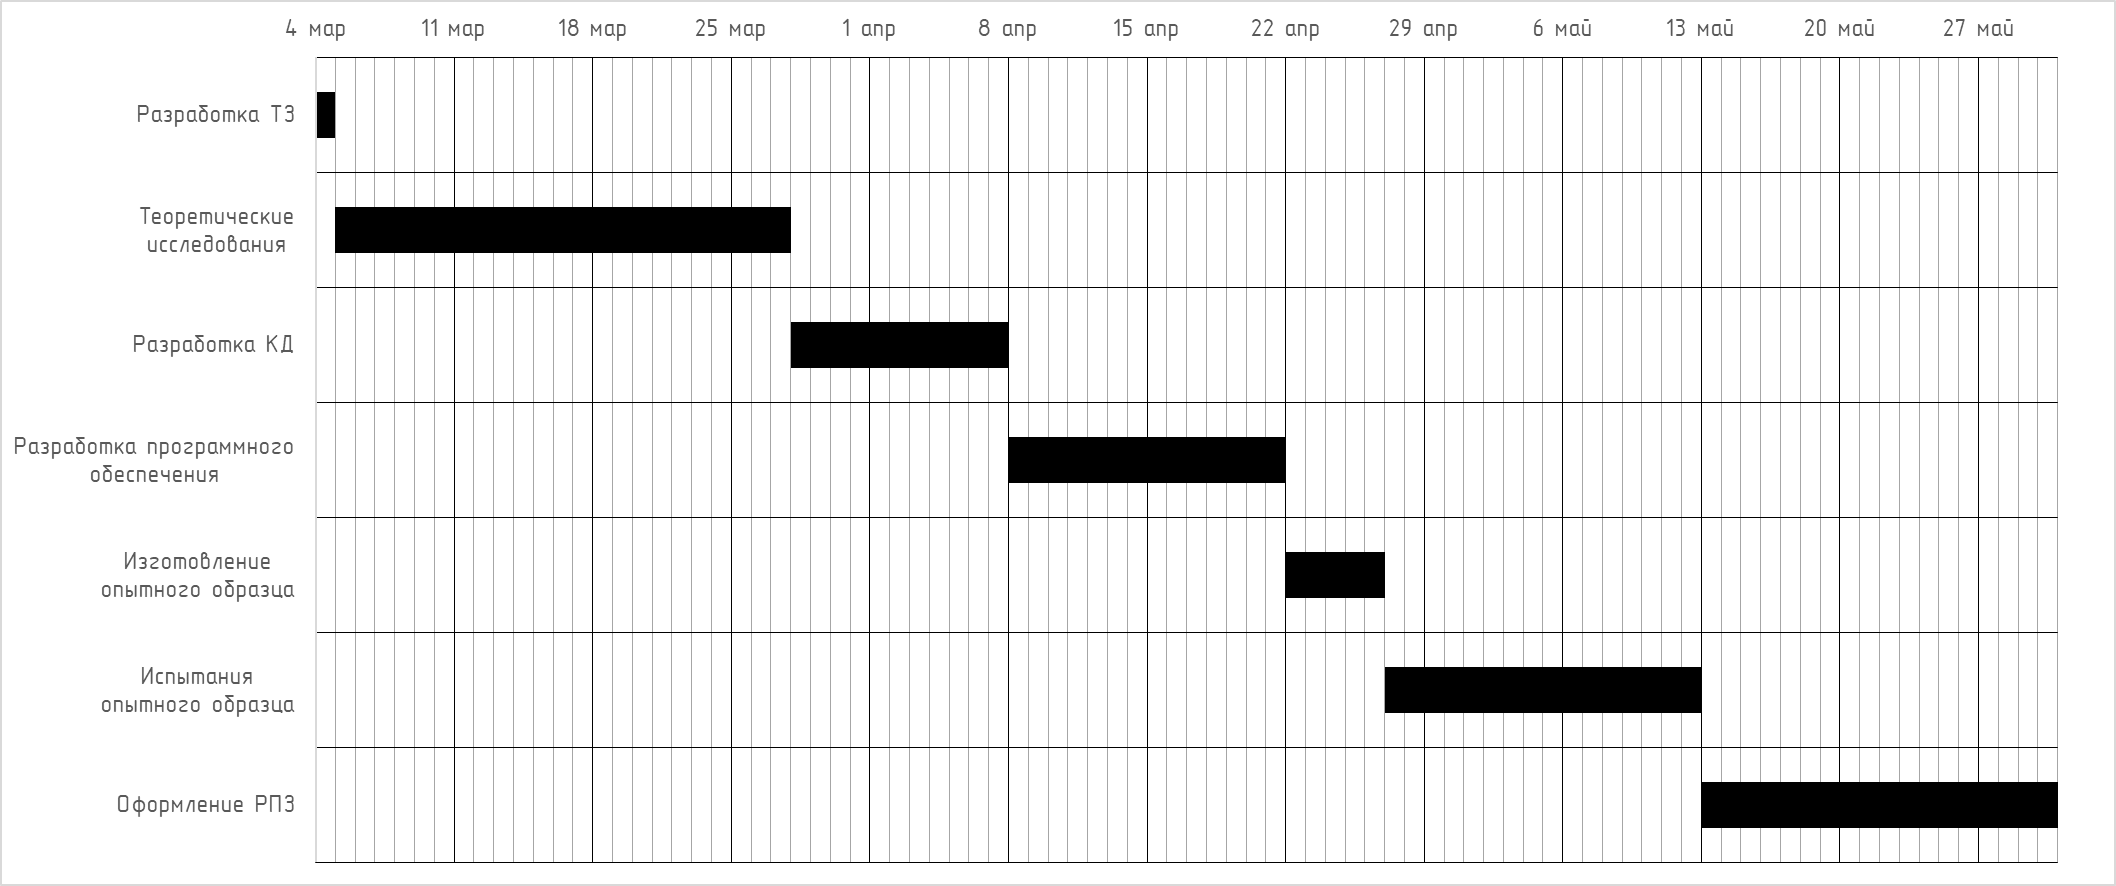 4 мар 11 мар 18 мар 25 мар 1 апр 8 апр 15 апр 22 апр 29 апр 6 май 13 май 20 май 27 май
Разработка ТЗ
Теоретические
исследования
Разработка КД
Разработка программного
обеспечения
Изготовление
опытного образца
Испытания
опытного образца
Оформление РПЗ